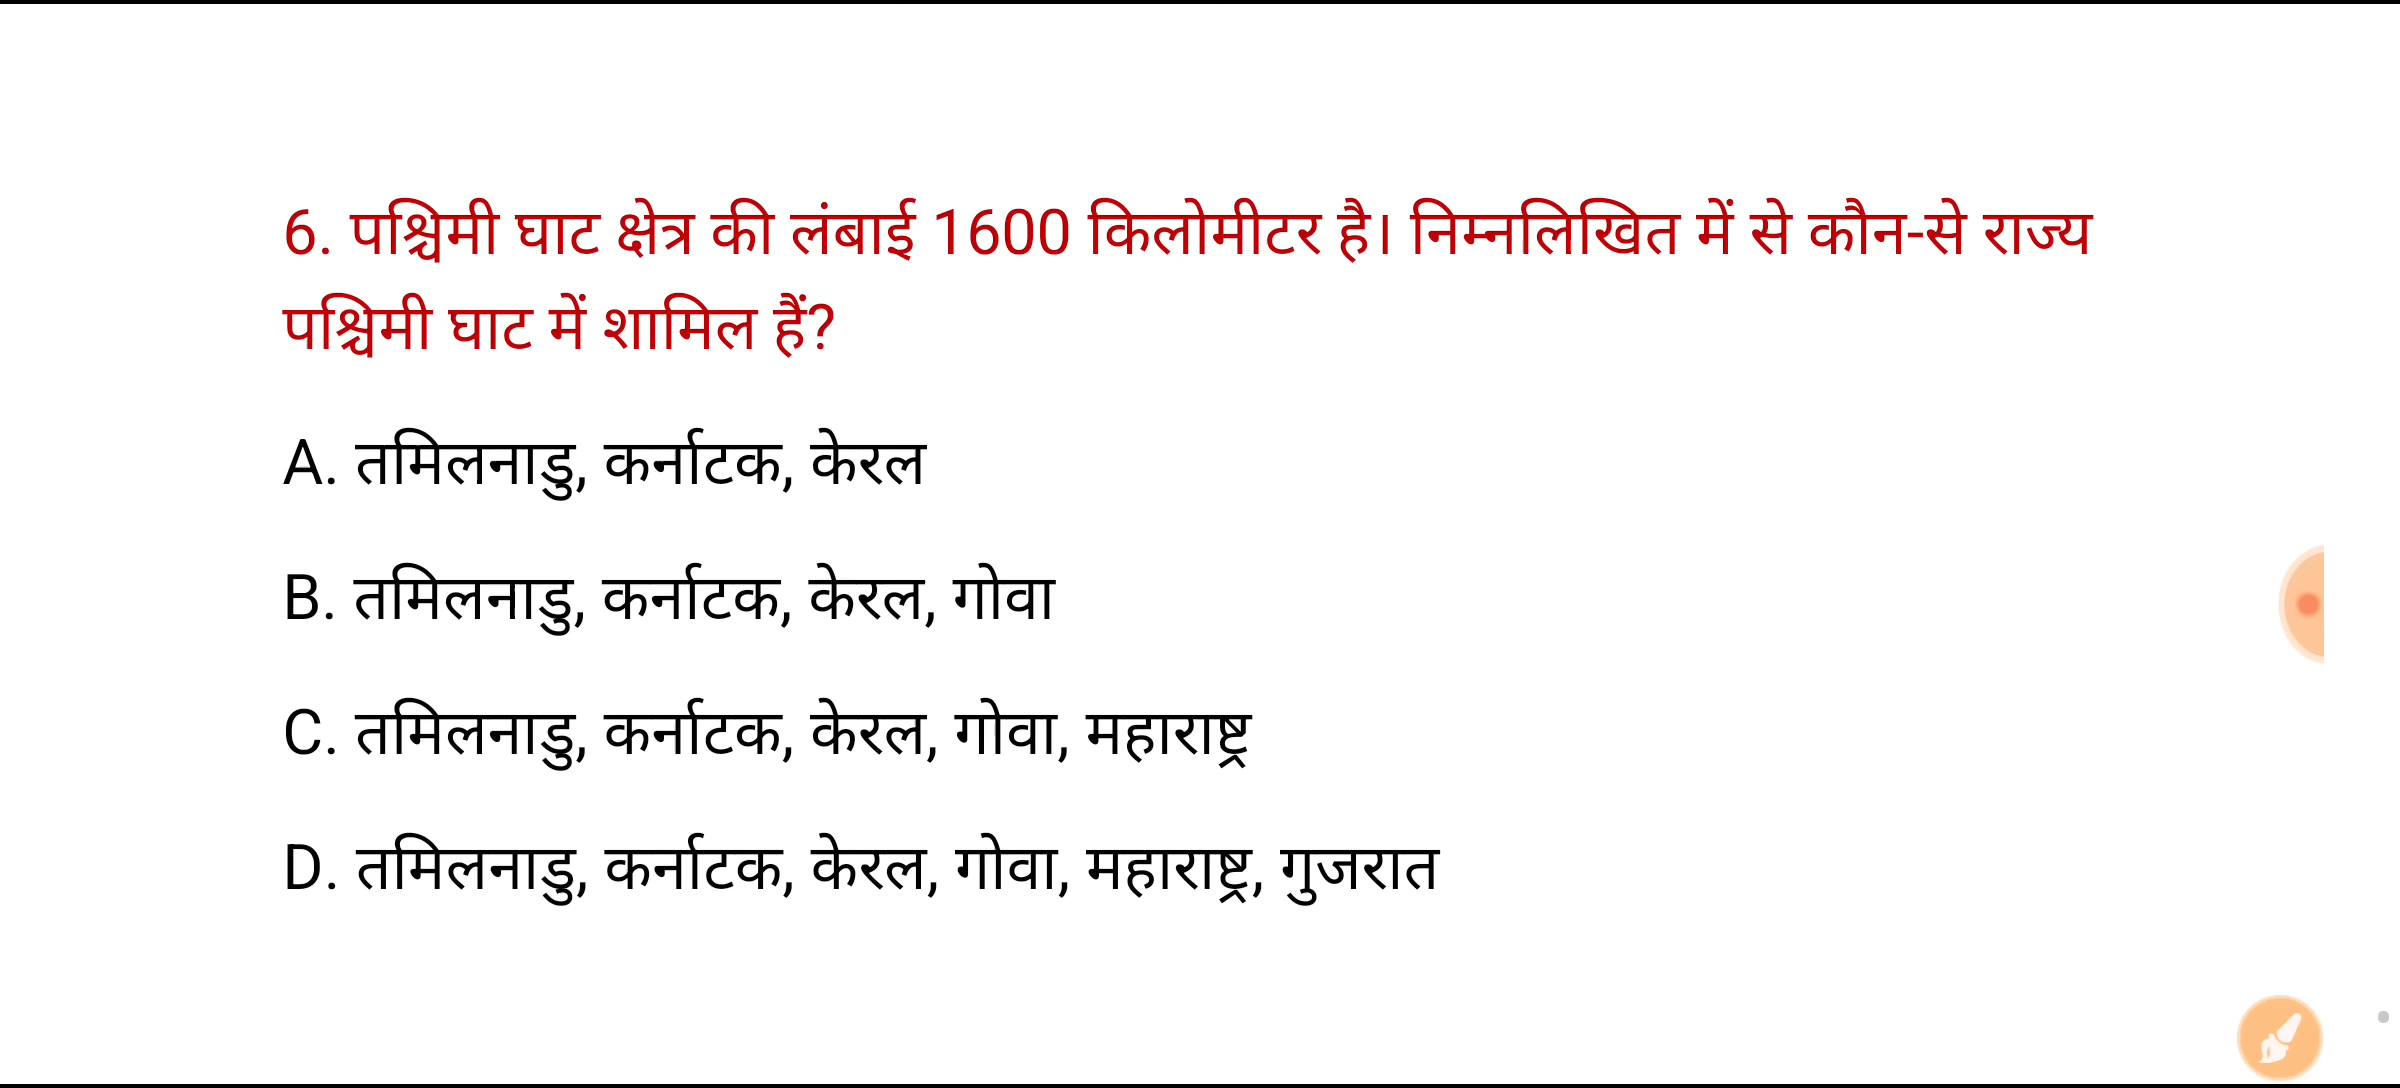 6. पश्चिमी घाट क्षेत्र की लंबाई 1600 किलोमीटर है। निम्नलिखित में से कौन-से राज्य
पश्चिमी घाट में शामिल हैं?
A. तमिलनाडु, कर्नाटक, केरल
B. तमिलनाडु, कर्नाटक, केरल, गोवा
C. तमिलनाडु, कर्नाटक, केरल, गोवा, महाराष्ट्र
D. तमिलनाडु, कर्नाटक, केरल, गोवा, महाराष्ट्र, गुजरात